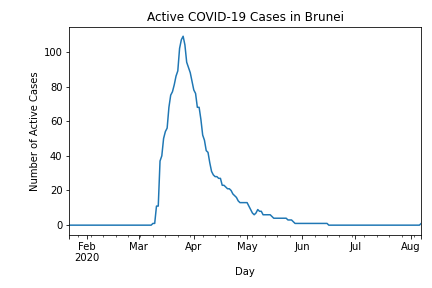 Active COVID-19 Cases in Brunei
Number of Active Cases
100
80
60
40
20
0
Feb Mar Apr May Jun Jul Aug
2020
Day